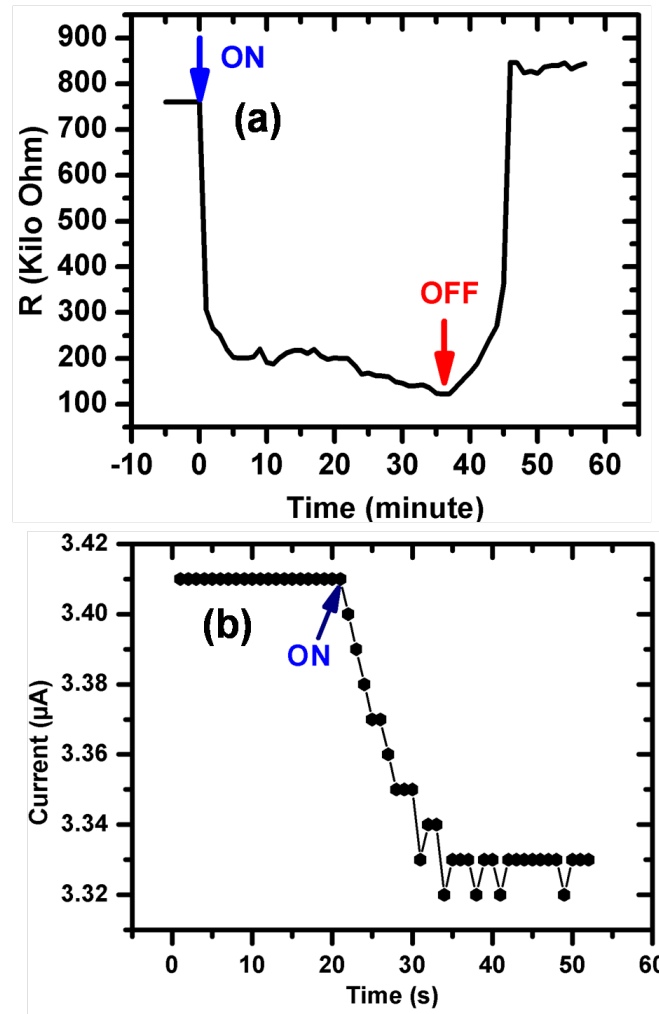 900
ON
800
(a)
700
600
500
400
300
OFF
200
100
R (Kilo Ohm)
-10 0 10 20 30 40 50 60
Time (minute)
3.42
3.40
(b)
ON
3.38
3.36
3.34
3.32
Current (µA)
0 10 20 30 40 50 60
Time (s)